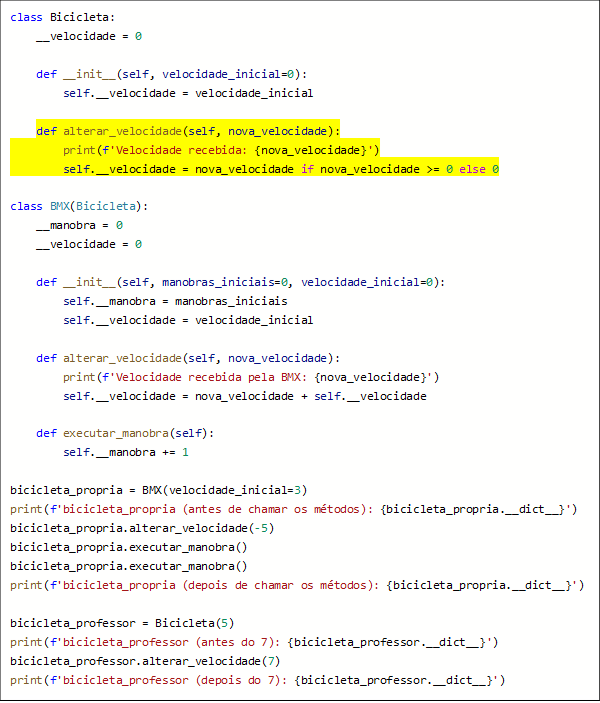 class Bicicleta:
    __velocidade = 0
    def __init__(self, velocidade_inicial=0):
        self.__velocidade = velocidade_inicial
    def alterar_velocidade(self, nova_velocidade):
        print(f'Velocidade recebida: {nova_velocidade}')
        self.__velocidade = nova_velocidade if nova_velocidade >= 0 else 0
class BMX(Bicicleta):
    __manobra = 0
    __velocidade = 0
    def __init__(self, manobras_iniciais=0, velocidade_inicial=0):
        self.__manobra = manobras_iniciais
        self.__velocidade = velocidade_inicial
    def alterar_velocidade(self, nova_velocidade):
        print(f'Velocidade recebida pela BMX: {nova_velocidade}')
        self.__velocidade = nova_velocidade + self.__velocidade
    def executar_manobra(self):
        self.__manobra += 1
bicicleta_propria = BMX(velocidade_inicial=3)
print(f'bicicleta_propria (antes de chamar os métodos): {bicicleta_propria.__dict__}')
bicicleta_propria.alterar_velocidade(-5)
bicicleta_propria.executar_manobra()
bicicleta_propria.executar_manobra()
print(f'bicicleta_propria (depois de chamar os métodos): {bicicleta_propria.__dict__}')
bicicleta_professor = Bicicleta(5)
print(f'bicicleta_professor (antes do 7): {bicicleta_professor.__dict__}')
bicicleta_professor.alterar_velocidade(7)
print(f'bicicleta_professor (depois do 7): {bicicleta_professor.__dict__}')